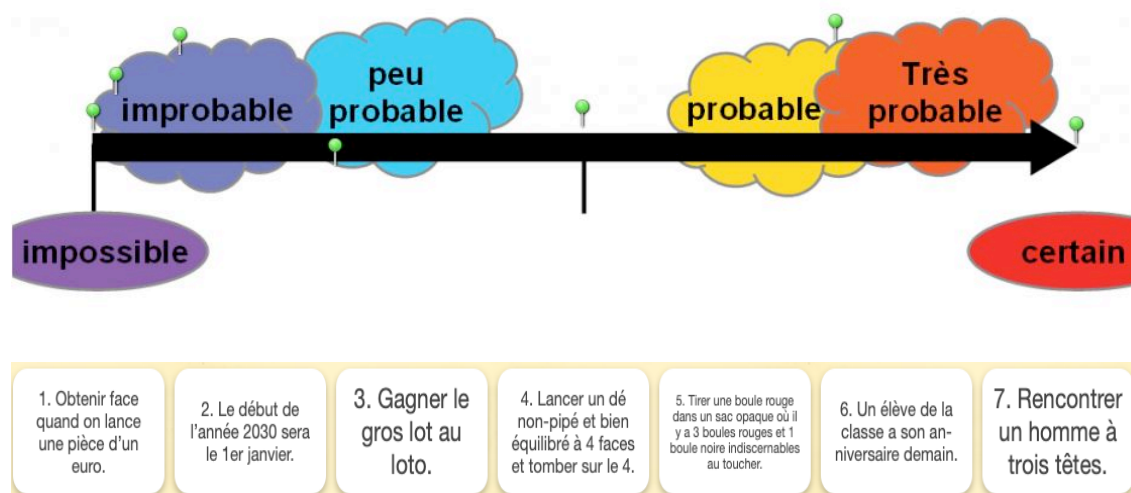 improbable
peu
probable
probable
Très
probable
impossible
certain
1. Obtenir face
quand on lance
une pièce d'un
euro.
2. Le début de
l'année 2030 sera
le 1er janvier.
3. Gagner le
gros lot au
loto.
4. Lancer un dé
non-pipé et bien
équilibré à 4 faces
et tomber sur le 4.
5. Tirer une boule rouge
dans un sac opaque où il
y a 3 boules rouges et 1
boule noire indiscernables
au toucher.
6. Un élève de la
classe a son an-
niversaire demain.
7. Rencontrer
un homme à
trois têtes.